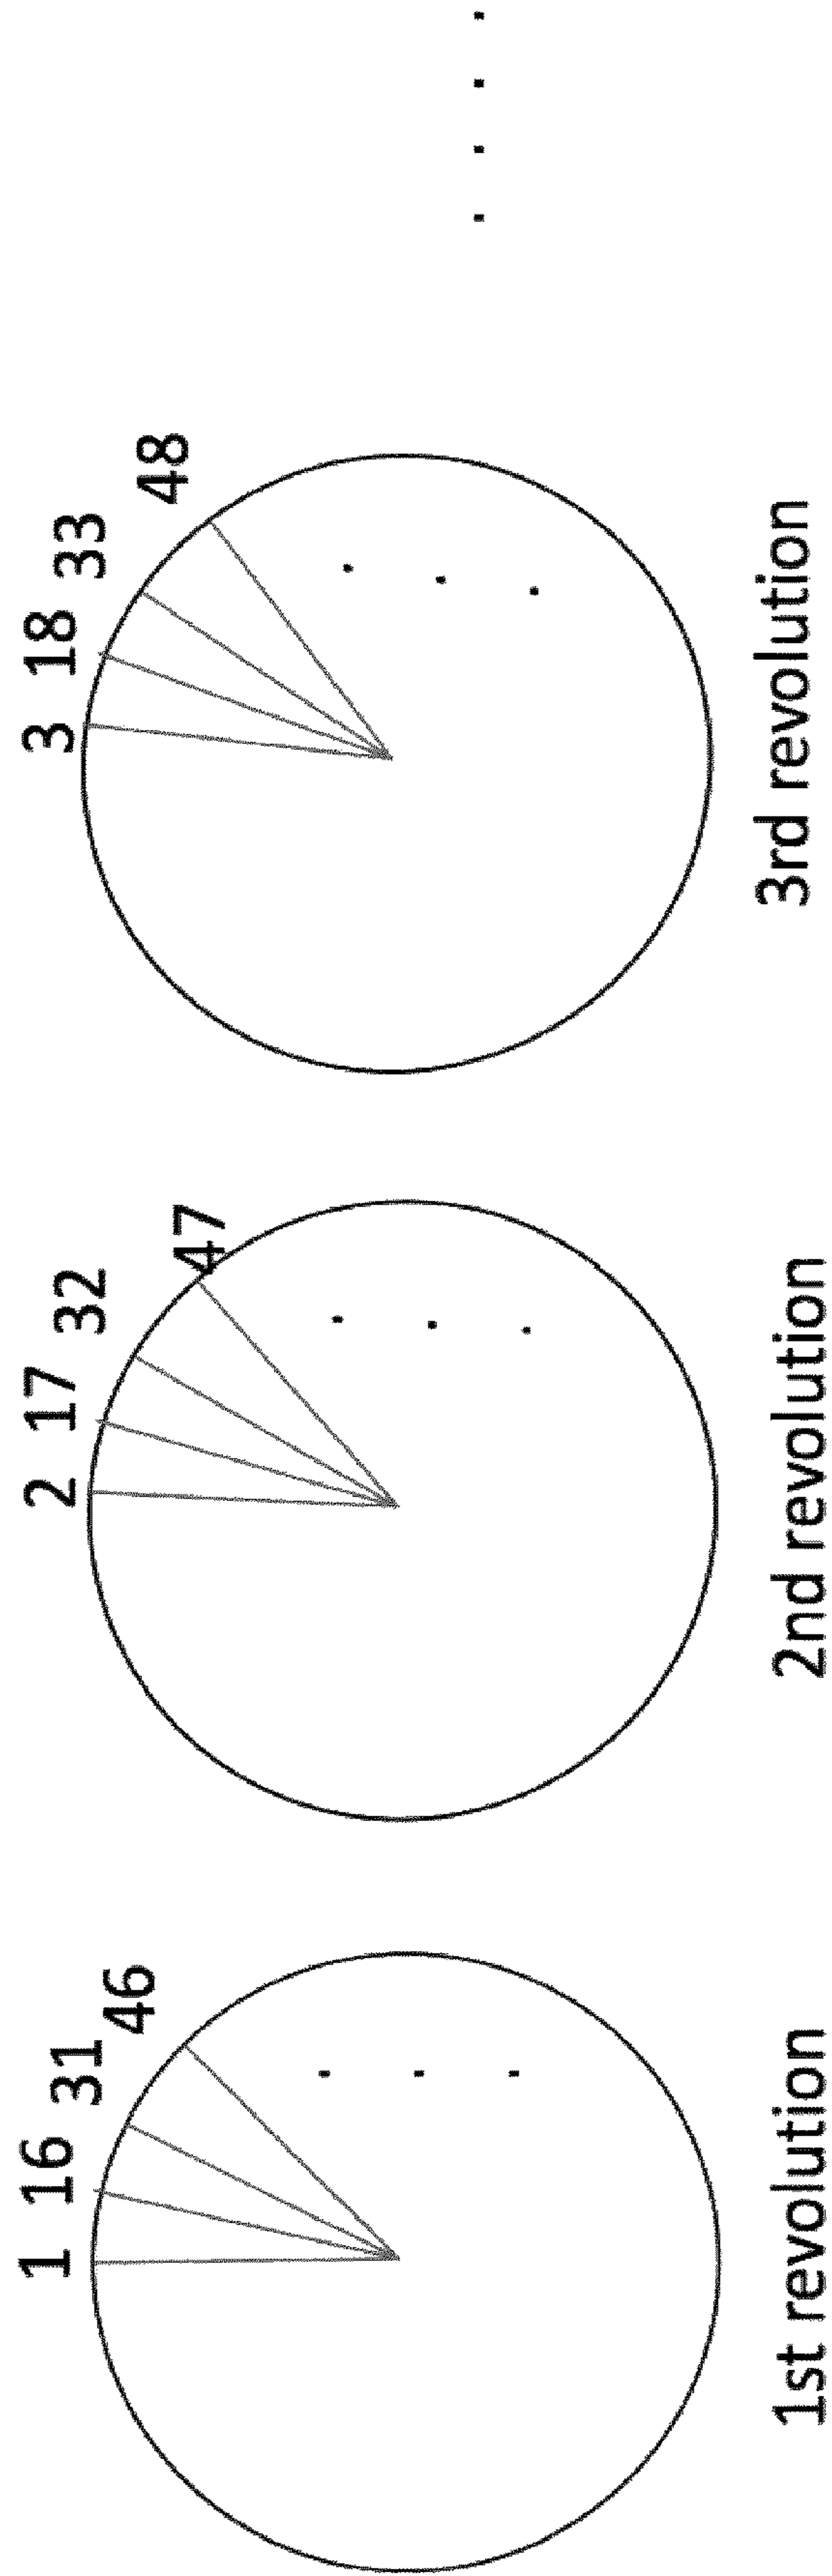 1 16 31 46
1st revolution
2 17 32 47
2nd revolution
3 18 33 48
3rd revolution